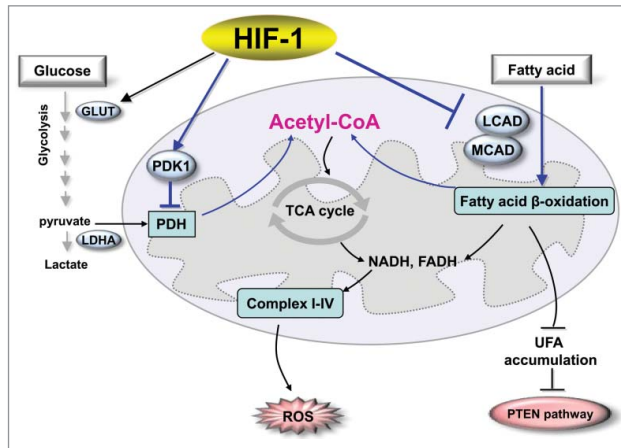 HIF-1
Glucose
Fatty acid
GLUT
Glycolysis
LCAD
MCAD
Acetyl-CoA
PDK1
TCA cycle
Fatty acid β-oxidation
pyruvate
PDH
LDHA
Lactate
NADH, FADH
Complex I-IV
UFA
accumulation
ROS
PTEN pathway